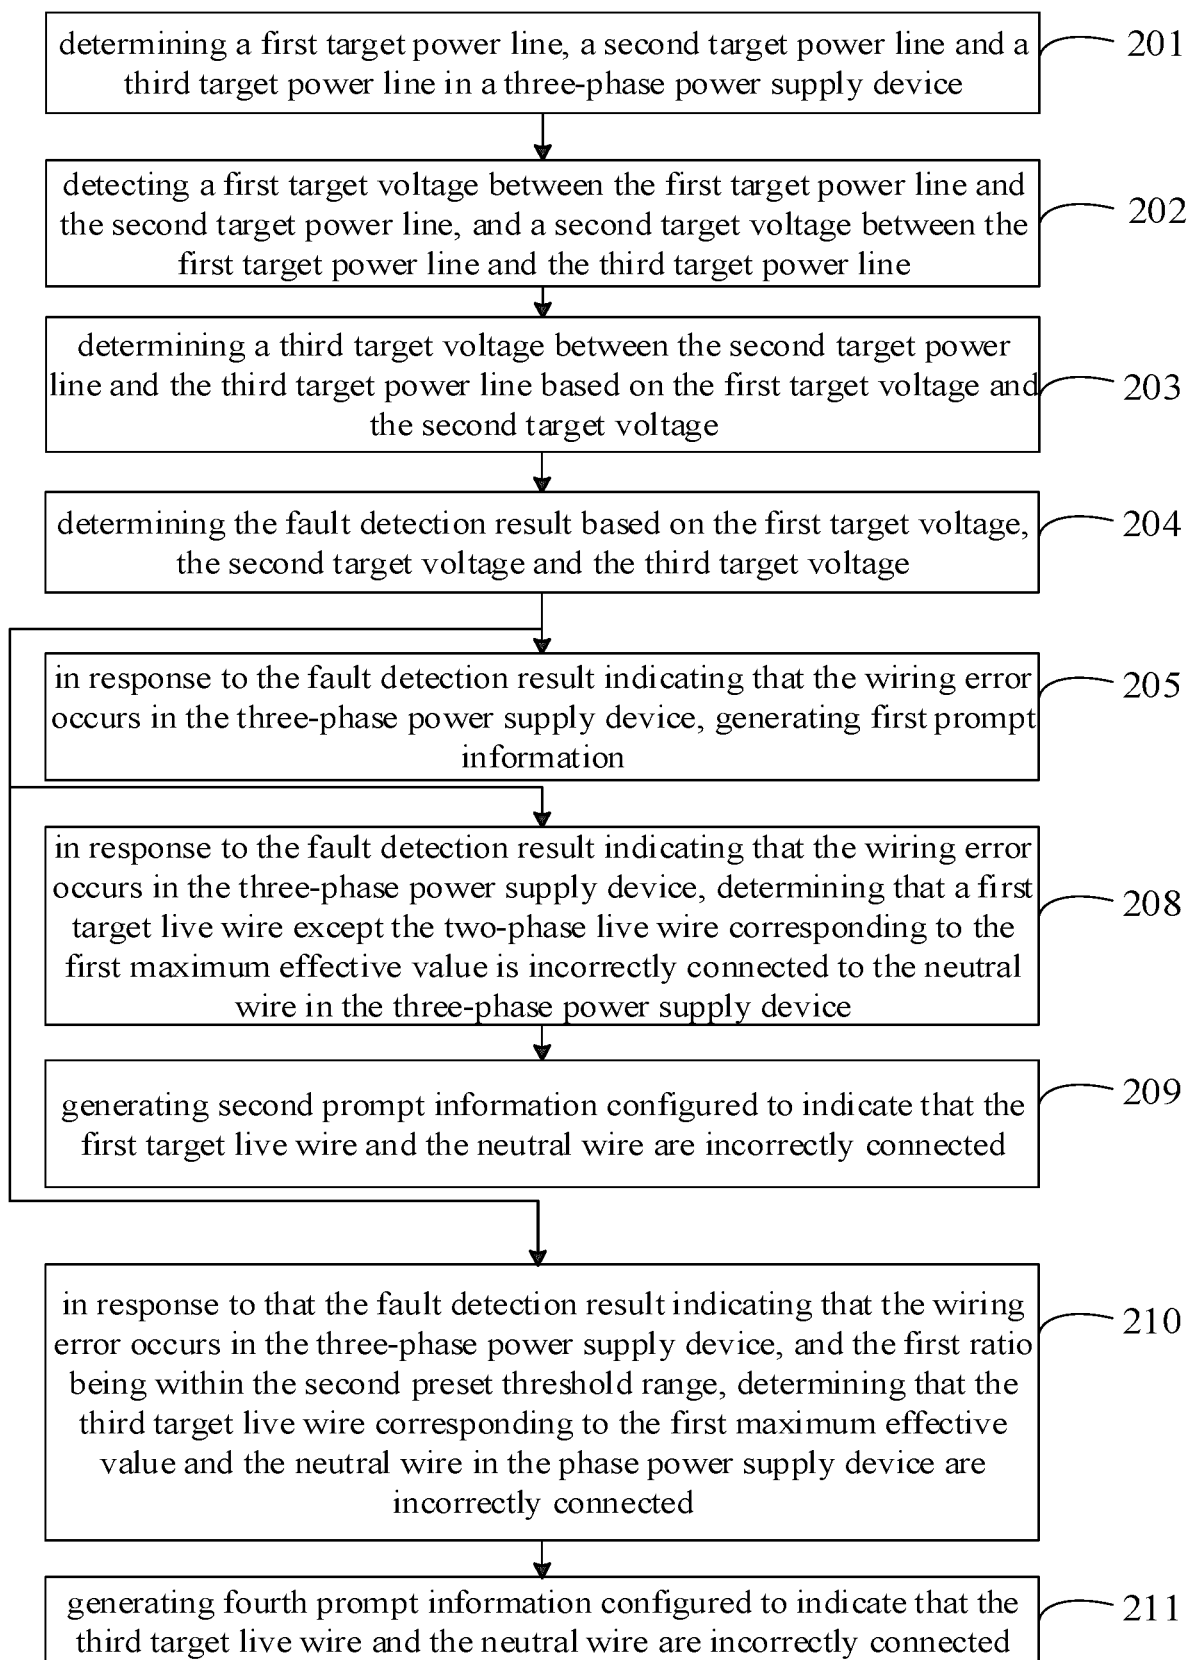 determining a first target power line, a second target power line and a
third target power line in a three-phase power supply device
201
detecting a first target voltage between the first target power line and
the second target power line, and a second target voltage between the
first target power line and the third target power line
202
determining a third target voltage between the second target power
line and the third target power line based on the first target voltage and
the second target voltage
203
determining the fault detection result based on the first target voltage,
the second target voltage and the third target voltage
204
in response to the fault detection result indicating that the wiring error
occurs in the three-phase power supply device, generating first prompt
information
205
in response to the fault detection result indicating that the wiring error
occurs in the three-phase power supply device, determining that a first
target live wire except the two-phase live wire corresponding to the
first maximum effective value is incorrectly connected to the neutral
wire in the three-phase power supply device
208
generating second prompt information configured to indicate that the
first target live wire and the neutral wire are incorrectly connected
209
in response to that the fault detection result indicating that the wiring
error occurs in the three-phase power supply device, and the first ratio
being within the second preset threshold range, determining that the
third target live wire corresponding to the first maximum effective
value and the neutral wire in the phase power supply device are
incorrectly connected
210
generating fourth prompt information configured to indicate that the
third target live wire and the neutral wire are incorrectly connected
211